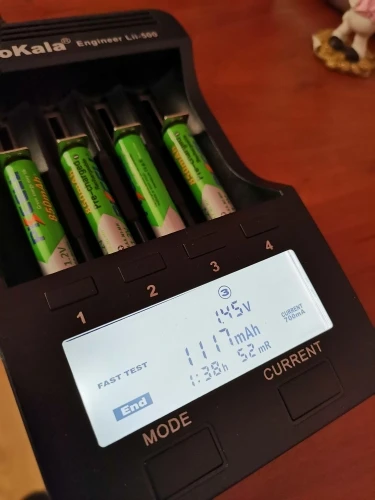 oKala® Engineer Lii-500
1.2V
1
2
3
4
3
1.45V
CURRENT
700mA
1117mAh
FAST TEST
1:38h 52mR
End
MODE
CURRENT